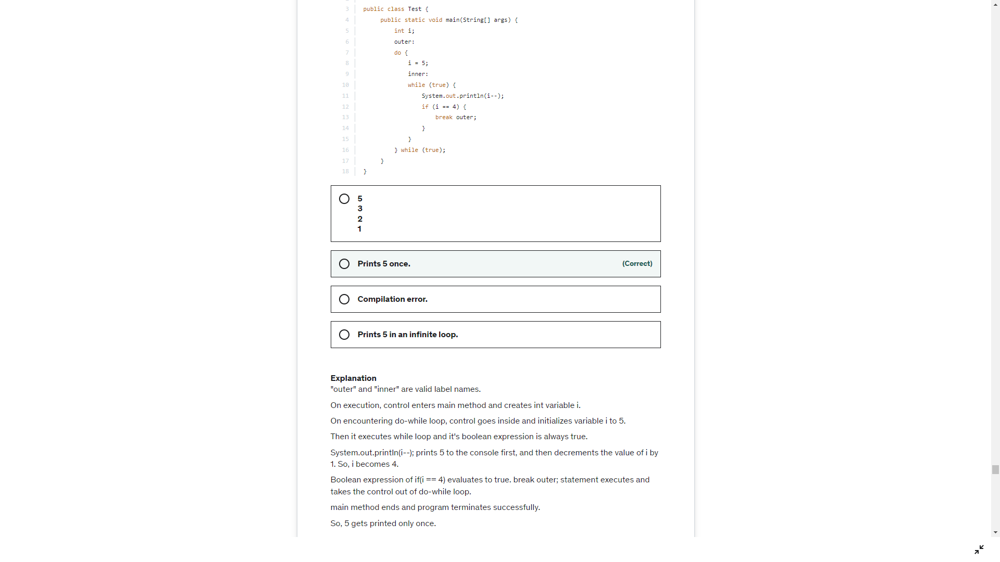 3 public class Test {
4 public static void main(String[] args) {
5 int i;
6 outer:
7 do {
8 i = 5;
9 inner:
10 while (true) {
11 System.out.println(i--);
12 if (i == 4) {
13 break outer;
14 }
15 }
16 } while (true);
17 }
18 }
5
3
2
1
Prints 5 once. (Correct)
Compilation error.
Prints 5 in an infinite loop.
Explanation
"outer" and "inner" are valid label names.
On execution, control enters main method and creates int variable i.
On encountering do-while loop, control goes inside and initializes variable i to 5.
Then it executes while loop and it's boolean expression is always true.
System.out.println(i--); prints 5 to the console first, and then decrements the value of i by
1. So, i becomes 4.
Boolean expression of if(i == 4) evaluates to true. break outer; statement executes and
takes the control out of do-while loop.
main method ends and program terminates successfully.
So, 5 gets printed only once.